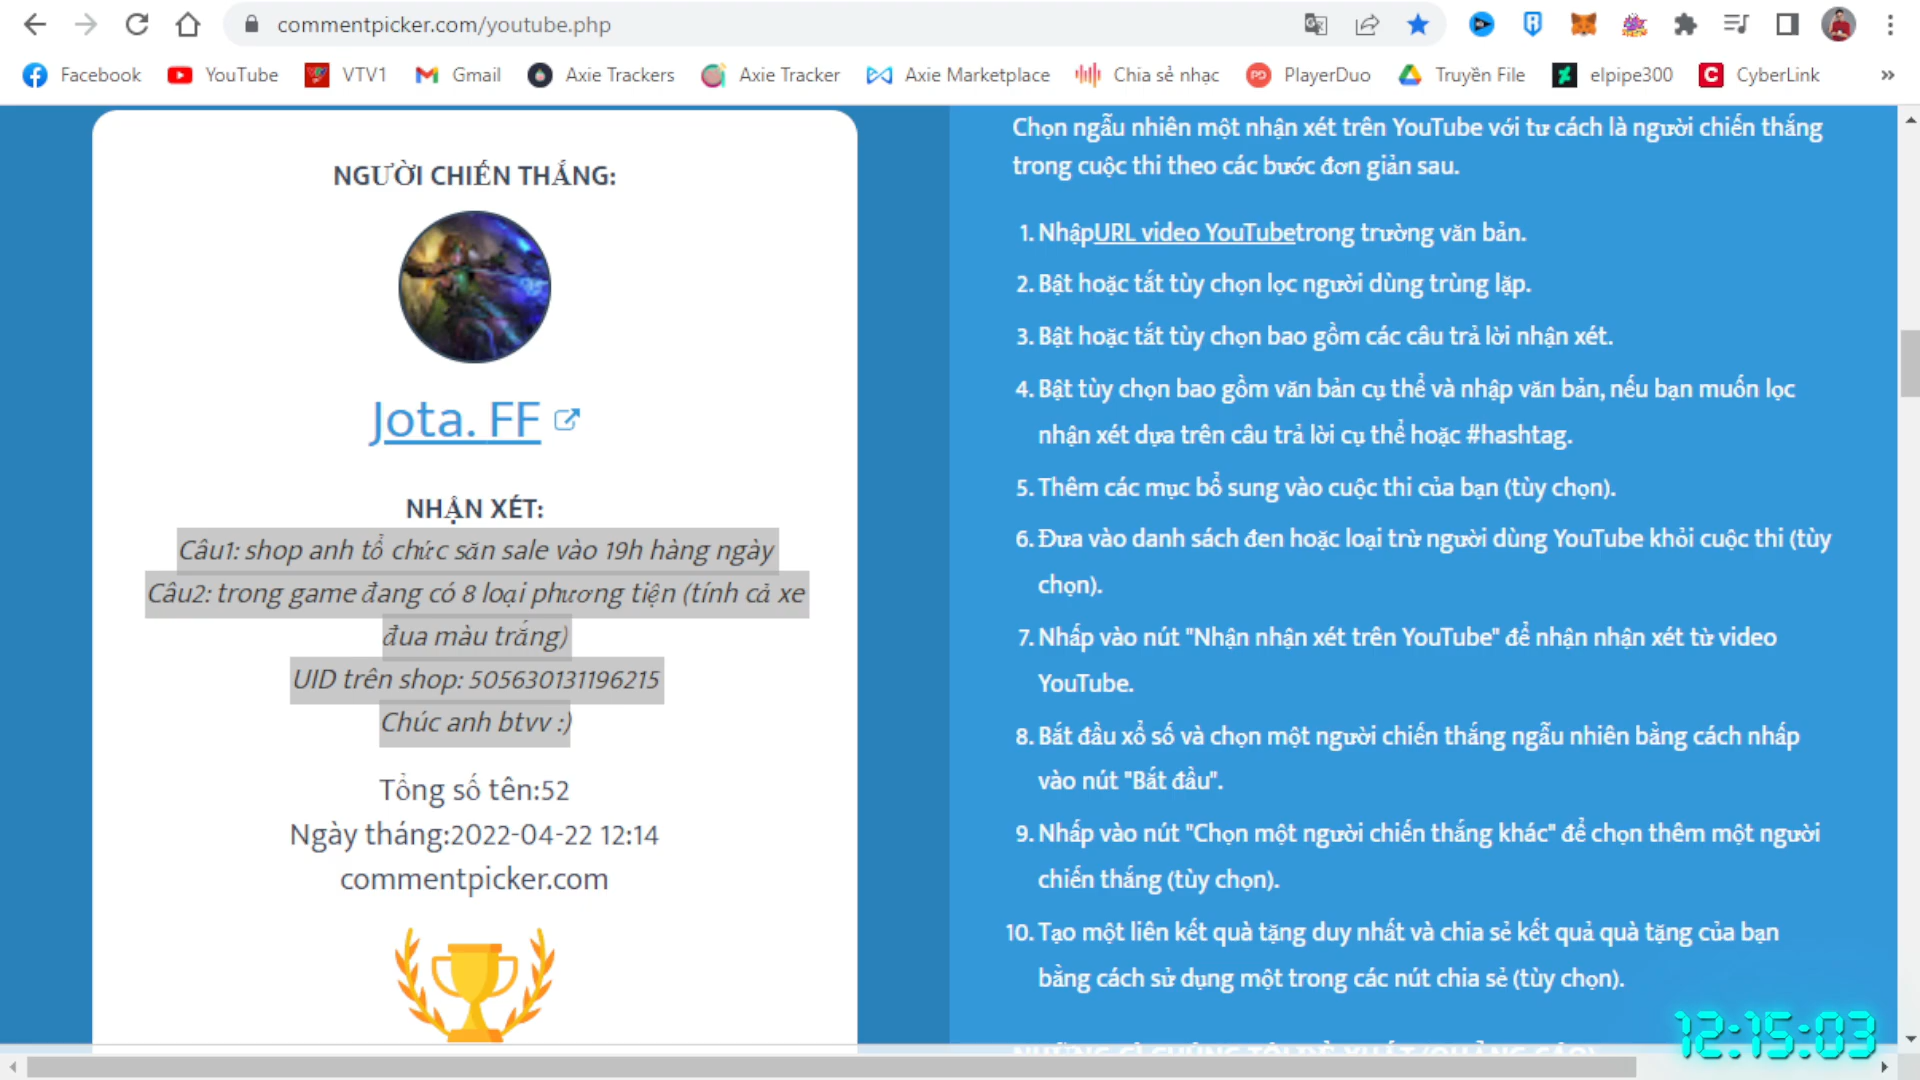 commentpicker.com/youtube.php
Facebook
YouTube
VTV1
Gmail
Axie Trackers
Axie Tracker
Axie Marketplace
Chia sẻ nhạc
PlayerDuo
Truyền File
elpipe300
CyberLink
»
NGƯỜI CHIẾN THẮNG:
Jota. FF
NHẬN XÉT:
Câu1: shop anh tổ chức săn sale vào 19h hàng ngày
Câu2: trong game đang có 8 loại phương tiện (tính cả xe
đua màu trắng)
UID trên shop: 505630131196215
Chúc anh btvv :)
Tổng số tên:52
Ngày tháng:2022-04-22 12:14
commentpicker.com
Chọn ngẫu nhiên một nhận xét trên YouTube với tư cách là người chiến thắng
trong cuộc thi theo các bước đơn giản sau.
1. NhậpURL video YouTubetrong trường văn bản.
2. Bật hoặc tắt tùy chọn lọc người dùng trùng lặp.
3. Bật hoặc tắt tùy chọn bao gồm các câu trả lời nhận xét.
4. Bật tùy chọn bao gồm văn bản cụ thể và nhập văn bản, nếu bạn muốn lọc
nhận xét dựa trên câu trả lời cụ thể hoặc #hashtag.
5. Thêm các mục bổ sung vào cuộc thi của bạn (tùy chọn).
6. Đưa vào danh sách đen hoặc loại trừ người dùng YouTube khỏi cuộc thi (tùy
chọn).
7. Nhấp vào nút "Nhận nhận xét trên YouTube" để nhận nhận xét từ video
YouTube.
8. Bắt đầu xổ số và chọn một người chiến thắng ngẫu nhiên bằng cách nhấp
vào nút "Bắt đầu".
9. Nhấp vào nút "Chọn một người chiến thắng khác" để chọn thêm một người
chiến thắng (tùy chọn).
10. Tạo một liên kết quà tặng duy nhất và chia sẻ kết quả quà tặng của bạn
bằng cách sử dụng một trong các nút chia sẻ (tùy chọn).
12:15:03